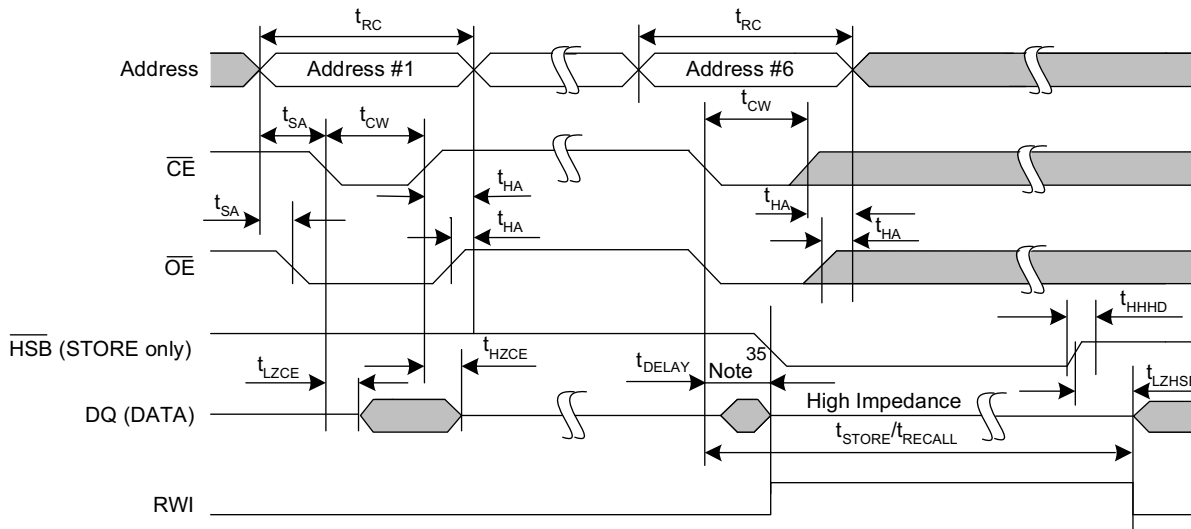 tRC tRC
Address Address #1 Address #6
tCW
tSA tCW
CE
tHA
tSA tHA
tHA tHA
OE
tHHHD
HSB (STORE only)
tHZCE 35
tLZCE tDELAY Note
tLZHSB
DQ (DATA) High Impedance
tSTORE/tRECALL
RWI